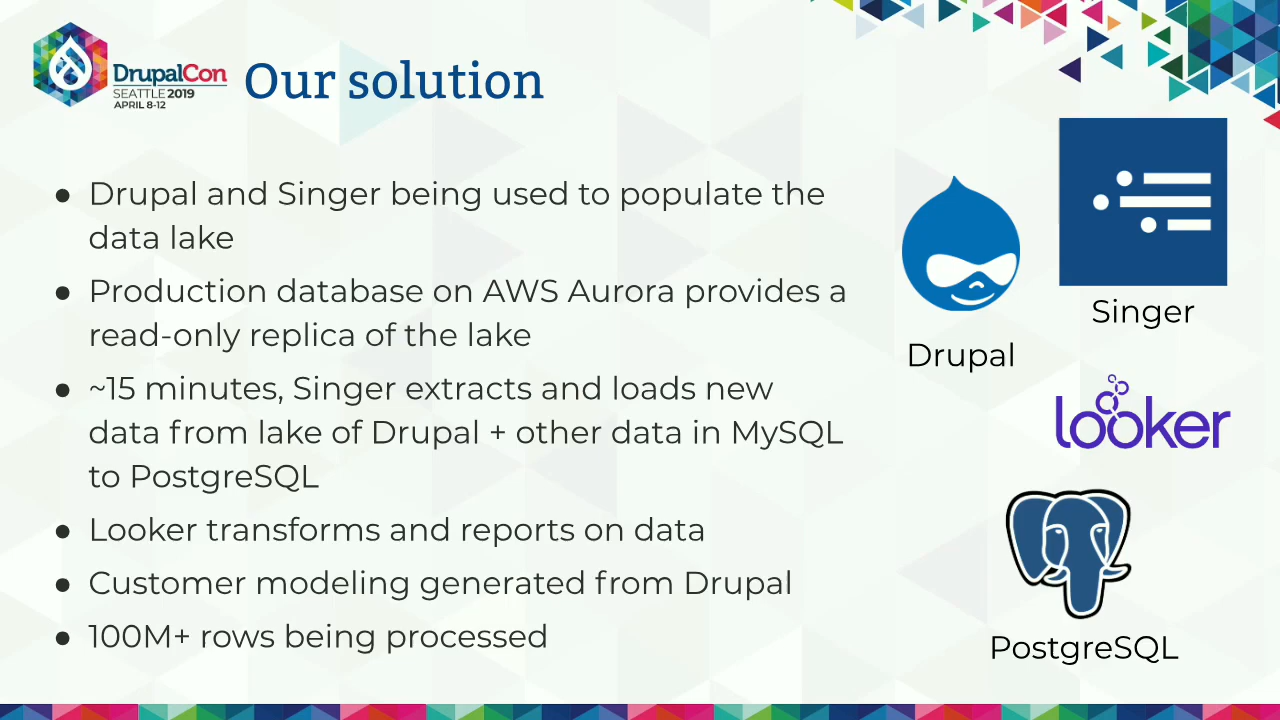 DrupalCon
SEATTLE 2019
APRIL 8-12
Our solution
● Drupal and Singer being used to populate the
data lake
● Production database on AWS Aurora provides a
read-only replica of the lake
● ~15 minutes, Singer extracts and loads new
data from lake of Drupal + other data in MySQL
to PostgreSQL
● Looker transforms and reports on data
● Customer modeling generated from Drupal
● 100M+ rows being processed
Drupal
Singer
looker
PostgreSQL